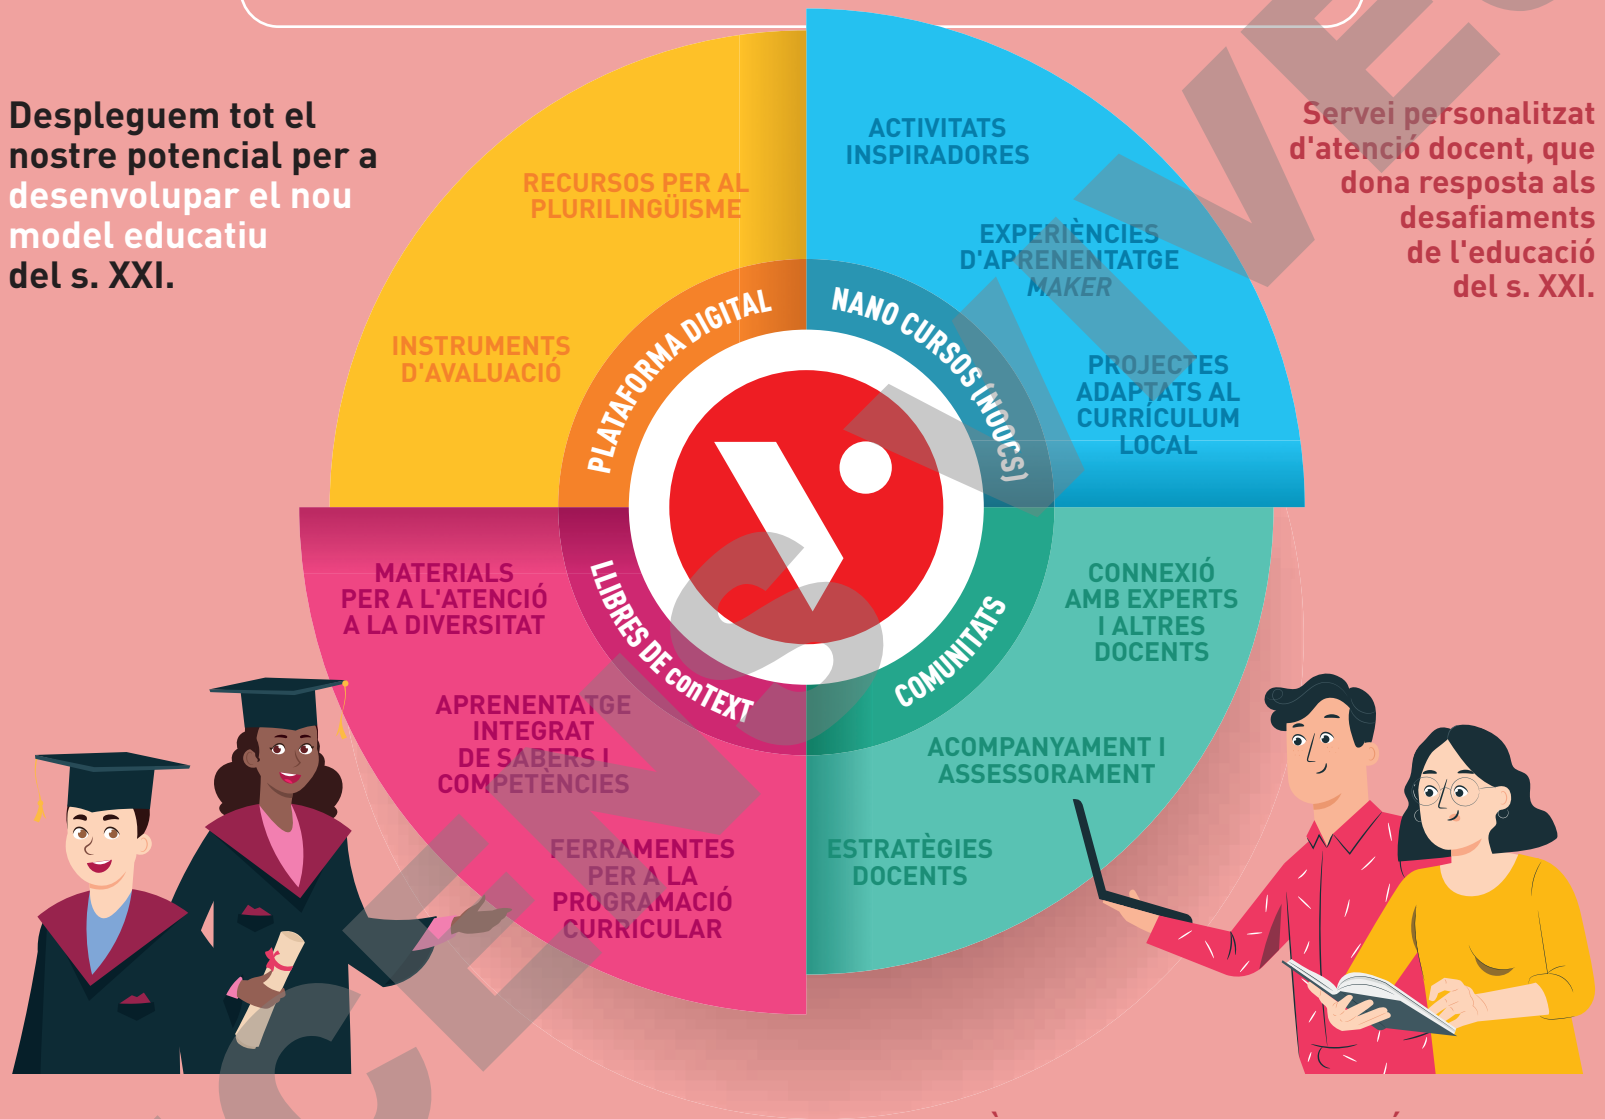 Despleguem tot el
nostre potencial per a
desenvolupar el nou
model educatiu
del s. XXI.
Servei personalitzat
d'atenció docent, que
dona resposta als
desafiaments
de l'educació
del s. XXI.
RECURSOS PER AL
PLURILINGÜISME
INSTRUMENTS
D'AVALUACIÓ
PLATAFORMA DIGITAL
ACTIVITATS
INSPIRADORES
EXPERIÈNCIES
D'APRENENTATGE
MAKER
PROJECTES
ADAPTATS AL
CURRÍCULUM
LOCAL
NANO CURSOS (NOOCS)
MATERIALS
PER A L'ATENCIÓ
A LA DIVERSITAT
APRENENTATGE
INTEGRAT
DE SABERS I
COMPETÈNCIES
FERRAMENTES
PER A LA
PROGRAMACIÓ
CURRICULAR
LLIBRES DE conTEXT
CONNEXIÓ
AMB EXPERTS
I ALTRES
DOCENTS
ACOMPANYAMENT I
ASSESSORAMENT
ESTRATÈGIES
DOCENTS
COMUNITATS